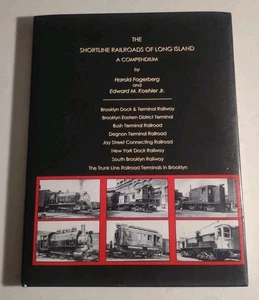 THE
SHORTLINE RAILROADS OF LONG ISLAND
A COMPENDIUM
by
Harold Fagerberg
and
Edward M. Koehler Jr.
Brooklyn Dock & Terminal Railway
Brooklyn Eastern District Terminal
Bush Terminal Railroad
Degnon Terminal Railroad
Jay Street Connecting Railroad
New York Dock Railway
South Brooklyn Railway
The Trunk Line Railroad Terminals in Brooklyn